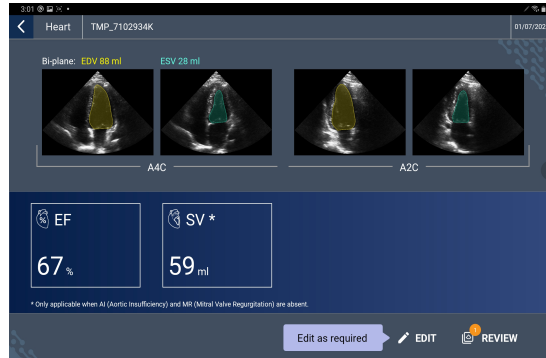 3:01
Heart TMP_7102934K 01/07/202
Bi-plane: EDV 88 ml ESV 28 ml
A4C A2C
% EF SV *
67 % 59 ml
* Only applicable when AI (Aortic Insufficiency) and MR (Mitral Valve Regurgitation) are absent.
Edit as required EDIT 1 REVIEW